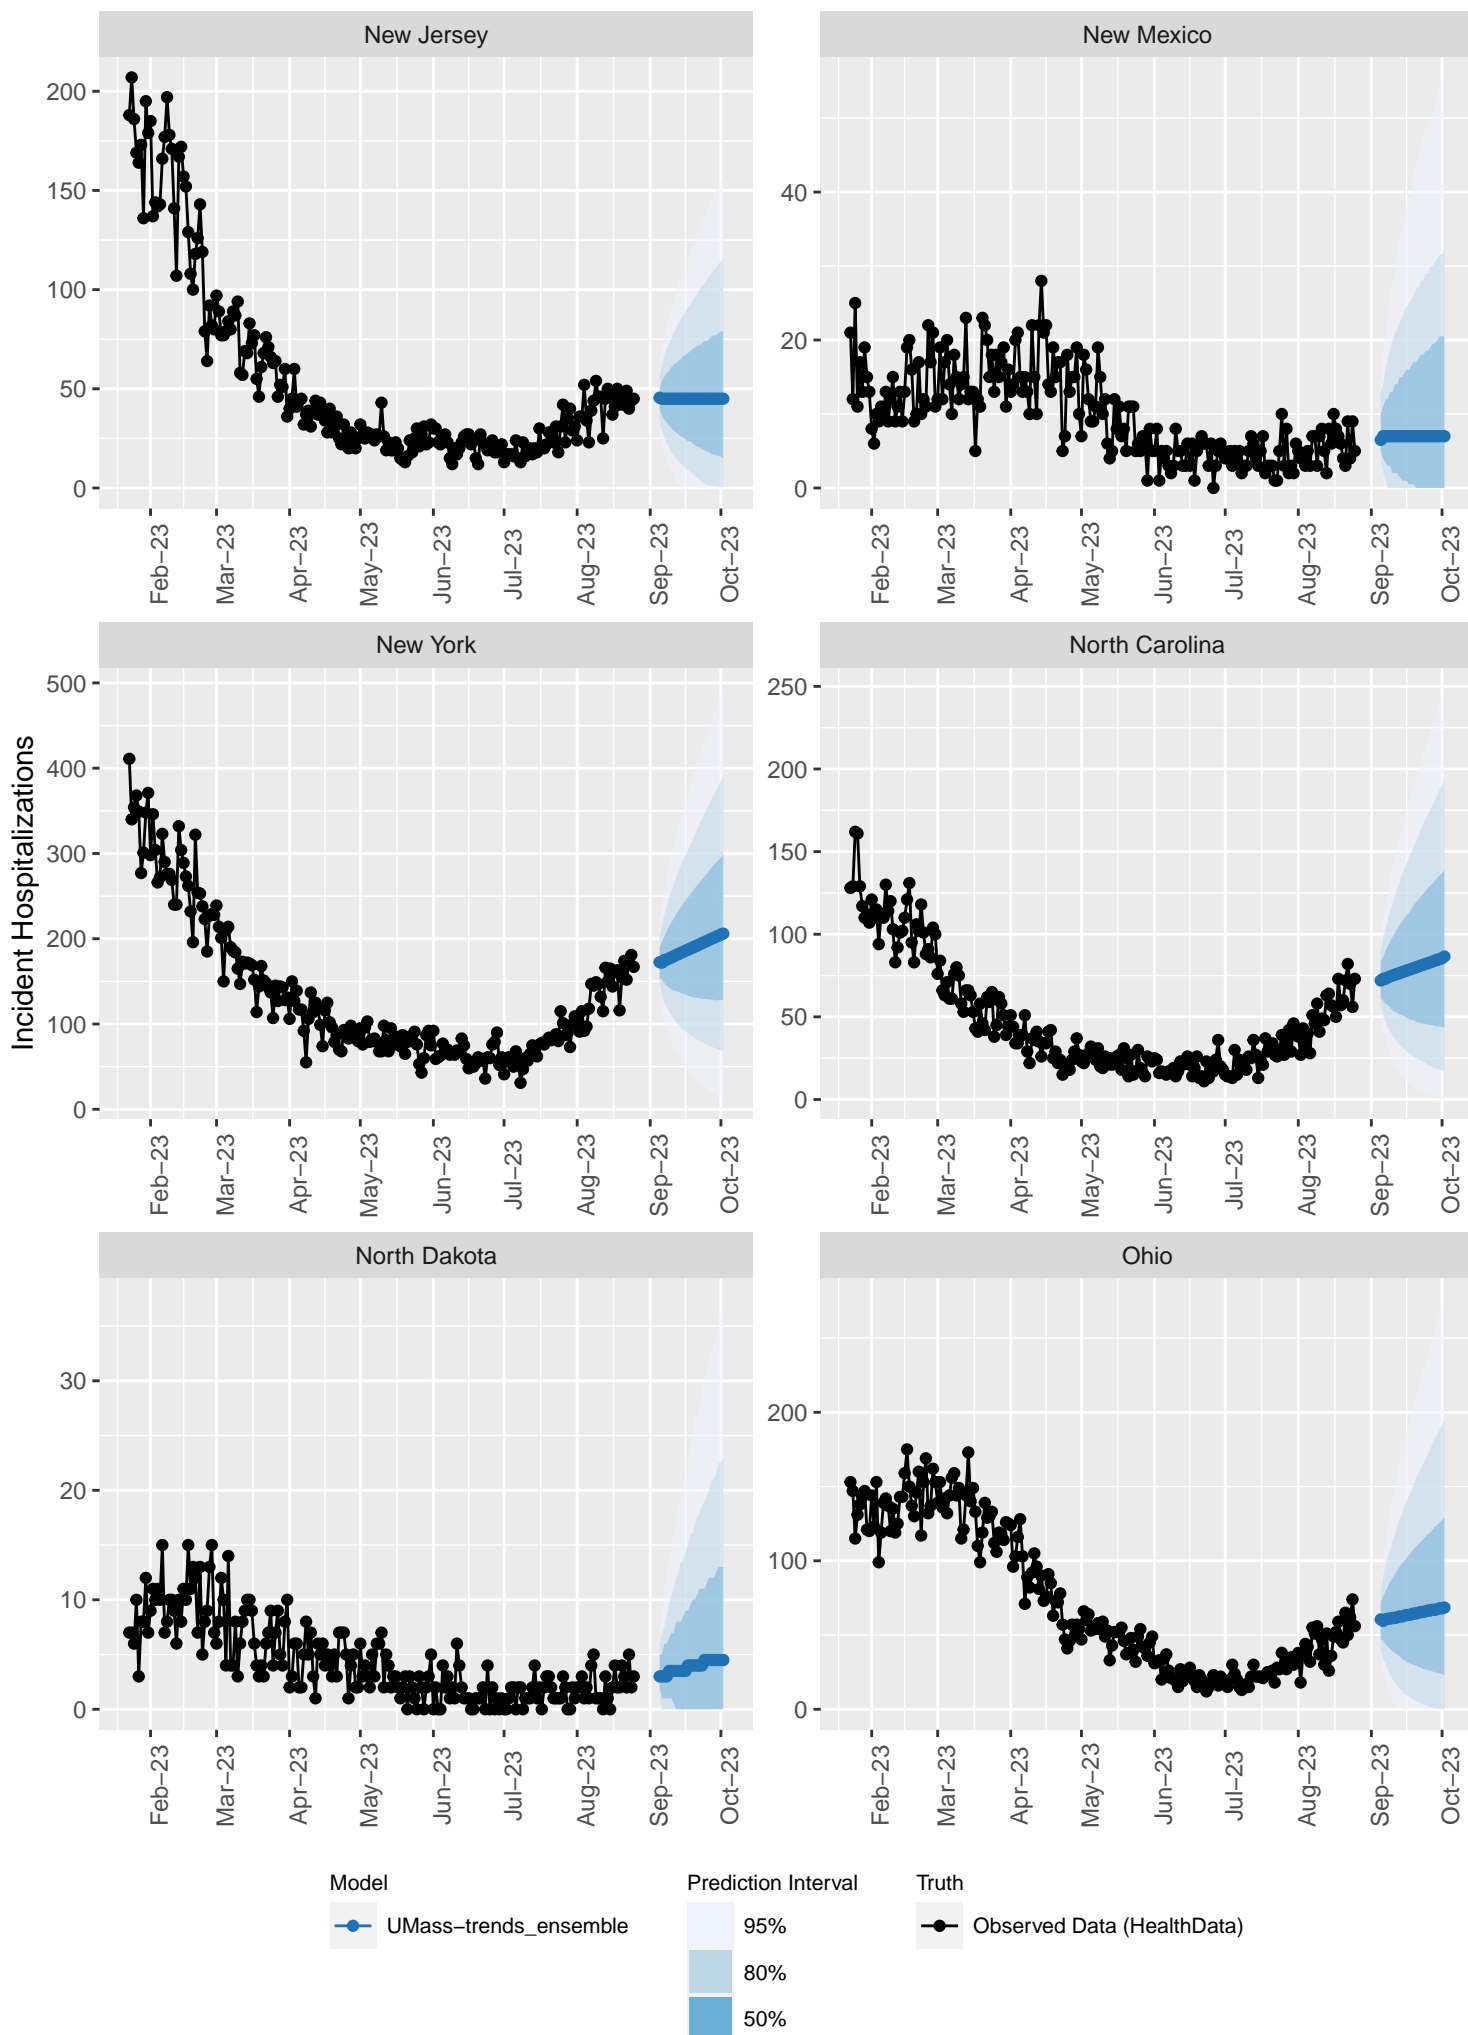 New Jersey
New Mexico
200
150
100
50
0
40
20
0
Feb−23
Mar−23
Apr−23
May−23
Jun−23
Jul−23
Aug−23
Sep−23
Oct−23
Feb−23
Mar−23
Apr−23
May−23
Jun−23
Jul−23
Aug−23
Sep−23
Oct−23
Incident Hospitalizations
New York
North Carolina
500
400
300
200
100
0
250
200
150
100
50
0
Feb−23
Mar−23
Apr−23
May−23
Jun−23
Jul−23
Aug−23
Sep−23
Oct−23
Feb−23
Mar−23
Apr−23
May−23
Jun−23
Jul−23
Aug−23
Sep−23
Oct−23
North Dakota
Ohio
30
20
10
0
200
100
0
Feb−23
Mar−23
Apr−23
May−23
Jun−23
Jul−23
Aug−23
Sep−23
Oct−23
Feb−23
Mar−23
Apr−23
May−23
Jun−23
Jul−23
Aug−23
Sep−23
Oct−23
Model
UMass−trends_ensemble
Prediction Interval
95%
80%
50%
Truth
Observed Data (HealthData)